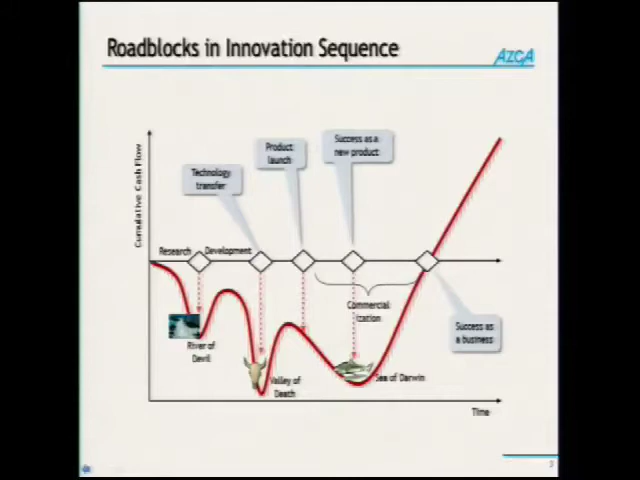 Roadblocks in Innovation Sequence
AZCA
Cumulative Cash Flow
Technology
transfer
Product
launch
Success as a
new product
Research
Development
Commercial
ization
Success as
a business
River of
Devil
Valley of
Death
Sea of Darwin
Time